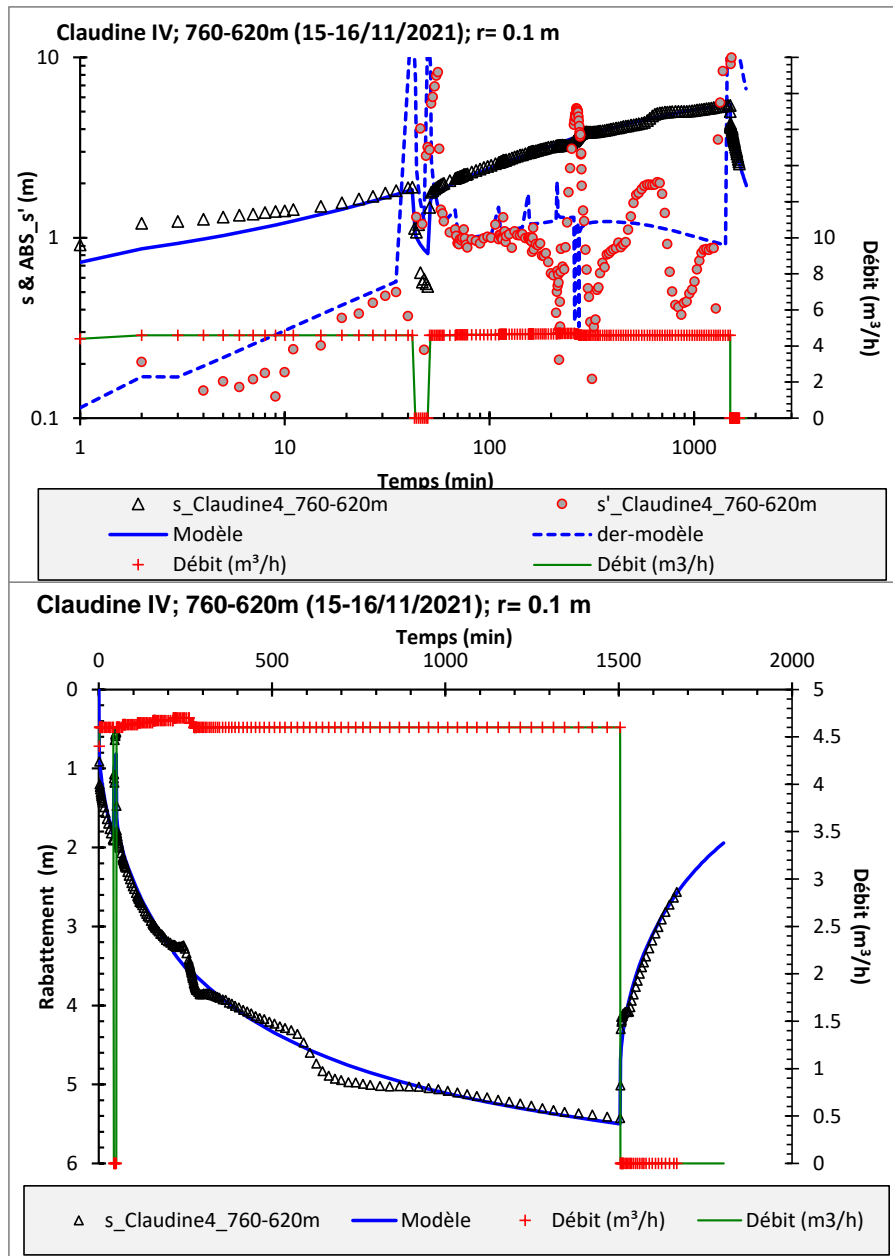 Claudine IV; 760-620m (15-16/11/2021); r= 0.1 m
10
1
0.1
s & ABS_s' (m)
10
8
6
4
2
0
Débit (m³/h)
1
10
100
1000
Temps (min)
s_Claudine4_760-620m
s'_Claudine4_760-620m
Modèle
der-modèle
Débit (m³/h)
Débit (m3/h)
Claudine IV; 760-620m (15-16/11/2021); r= 0.1 m
Temps (min)
0
500
1000
1500
2000
0
1
2
3
4
5
6
Rabattement (m)
5
4.5
4
3.5
3
2.5
2
1.5
1
0.5
0
Débit (m³/h)
s_Claudine4_760-620m
Modèle
Débit (m³/h)
Débit (m3/h)